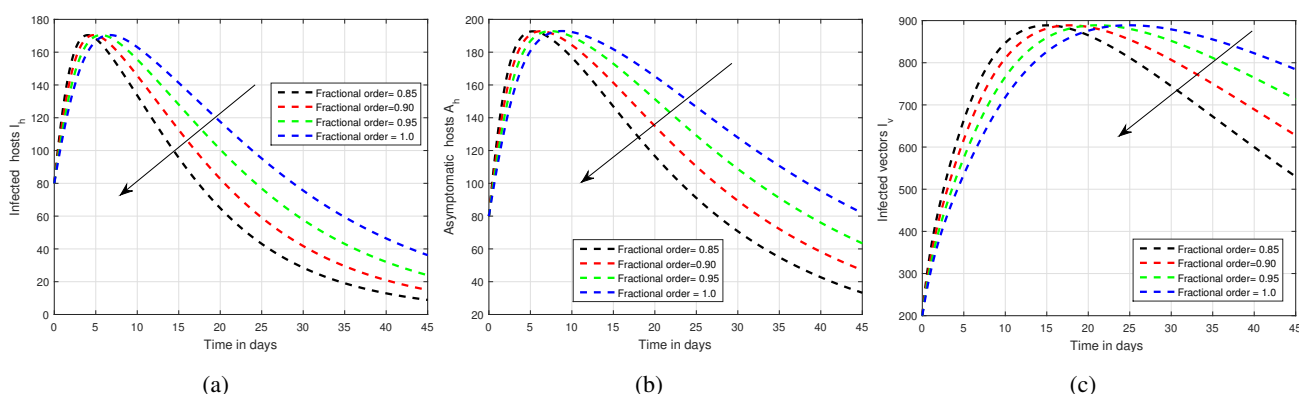 180
160
140
120
100
80
60
40
20
0
Infected hosts I_h
0 5 10 15 20 25 30 35 40 45
Time in days
Fractional order= 0.85
Fractional order=0.90
Fractional order= 0.95
Fractional order = 1.0
(a)
200
180
160
140
120
100
80
60
40
20
0
Asymptomatic hosts A_h
0 5 10 15 20 25 30 35 40 45
Time in days
Fractional order= 0.85
Fractional order=0.90
Fractional order= 0.95
Fractional order = 1.0
(b)
900
800
700
600
500
400
300
200
Infected vectors I_v
0 5 10 15 20 25 30 35 40 45
Time in days
Fractional order= 0.85
Fractional order=0.90
Fractional order= 0.95
Fractional order = 1.0
(c)